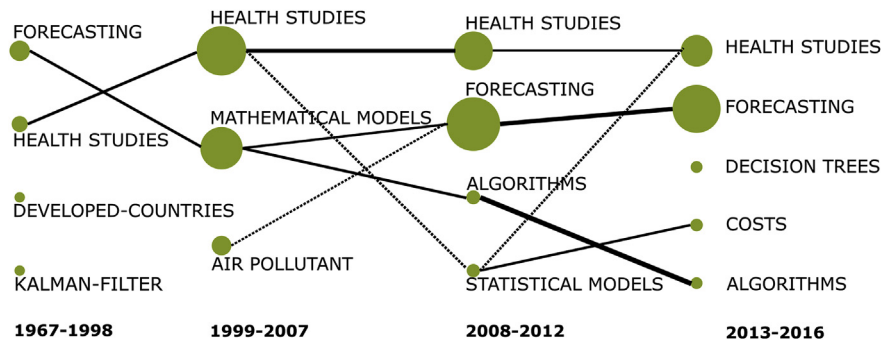 FORECASTING
HEALTH STUDIES
DEVELOPED-COUNTRIES
KALMAN-FILTER
1967-1998
HEALTH STUDIES
MATHEMATICAL MODELS
AIR POLLUTANT
1999-2007
HEALTH STUDIES
FORECASTING
ALGORITHMS
STATISTICAL MODELS
2008-2012
HEALTH STUDIES
FORECASTING
DECISION TREES
COSTS
ALGORITHMS
2013-2016